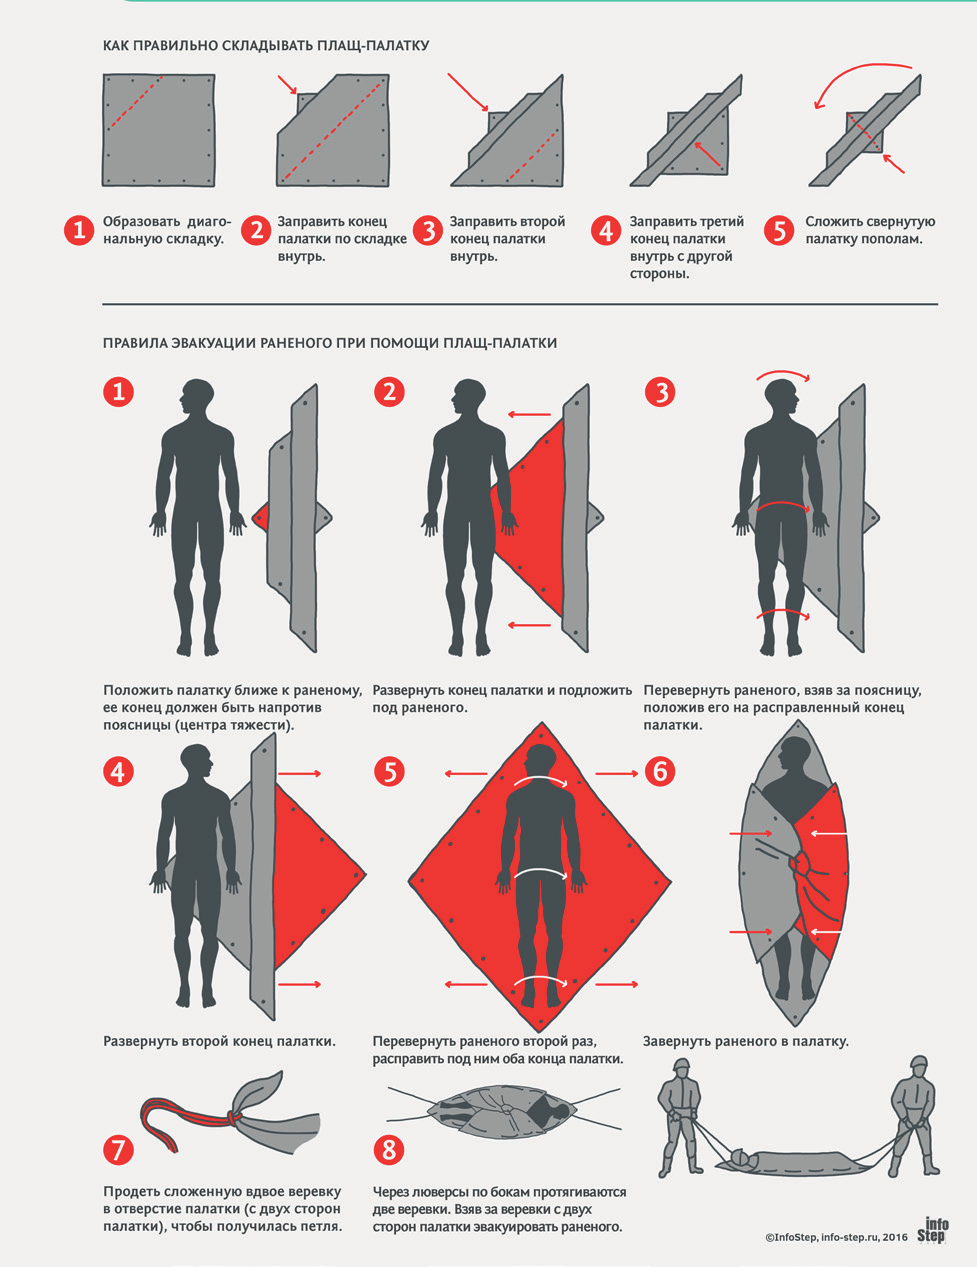 КАК ПРАВИЛЬНО СКЛАДЫВАТЬ ПЛАЩ-ПАЛАТКУ
1
Образовать диаго-
нальную складку.
2
Заправить конец
палатки по складке
внутрь.
3
Заправить второй
конец палатки
внутрь.
4
Заправить третий
конец палатки
внутрь с другой
стороны.
5
Сложить свернутую
палатку пополам.
ПРАВИЛА ЭВАКУАЦИИ РАНЕНОГО ПРИ ПОМОЩИ ПЛАЩ-ПАЛАТКИ
1
Положить палатку ближе к раненому,
ее конец должен быть напротив
поясницы (центра тяжести).
2
Развернуть конец палатки и подложить
под раненого.
3
Перевернуть раненого, взяв за поясницу,
положив его на расправленный конец
палатки.
4
Развернуть второй конец палатки.
5
Перевернуть раненого второй раз,
расправить под ним оба конца палатки.
6
Завернуть раненого в палатку.
7
Продеть сложенную вдвое веревку
в отверстие палатки (с двух сторон
палатки), чтобы получилась петля.
8
Через люверсы по бокам протягиваются
две веревки. Взяв за веревки с двух
сторон палатки эвакуировать раненого.
©InfoStep, info-step.ru, 2016
info
Step